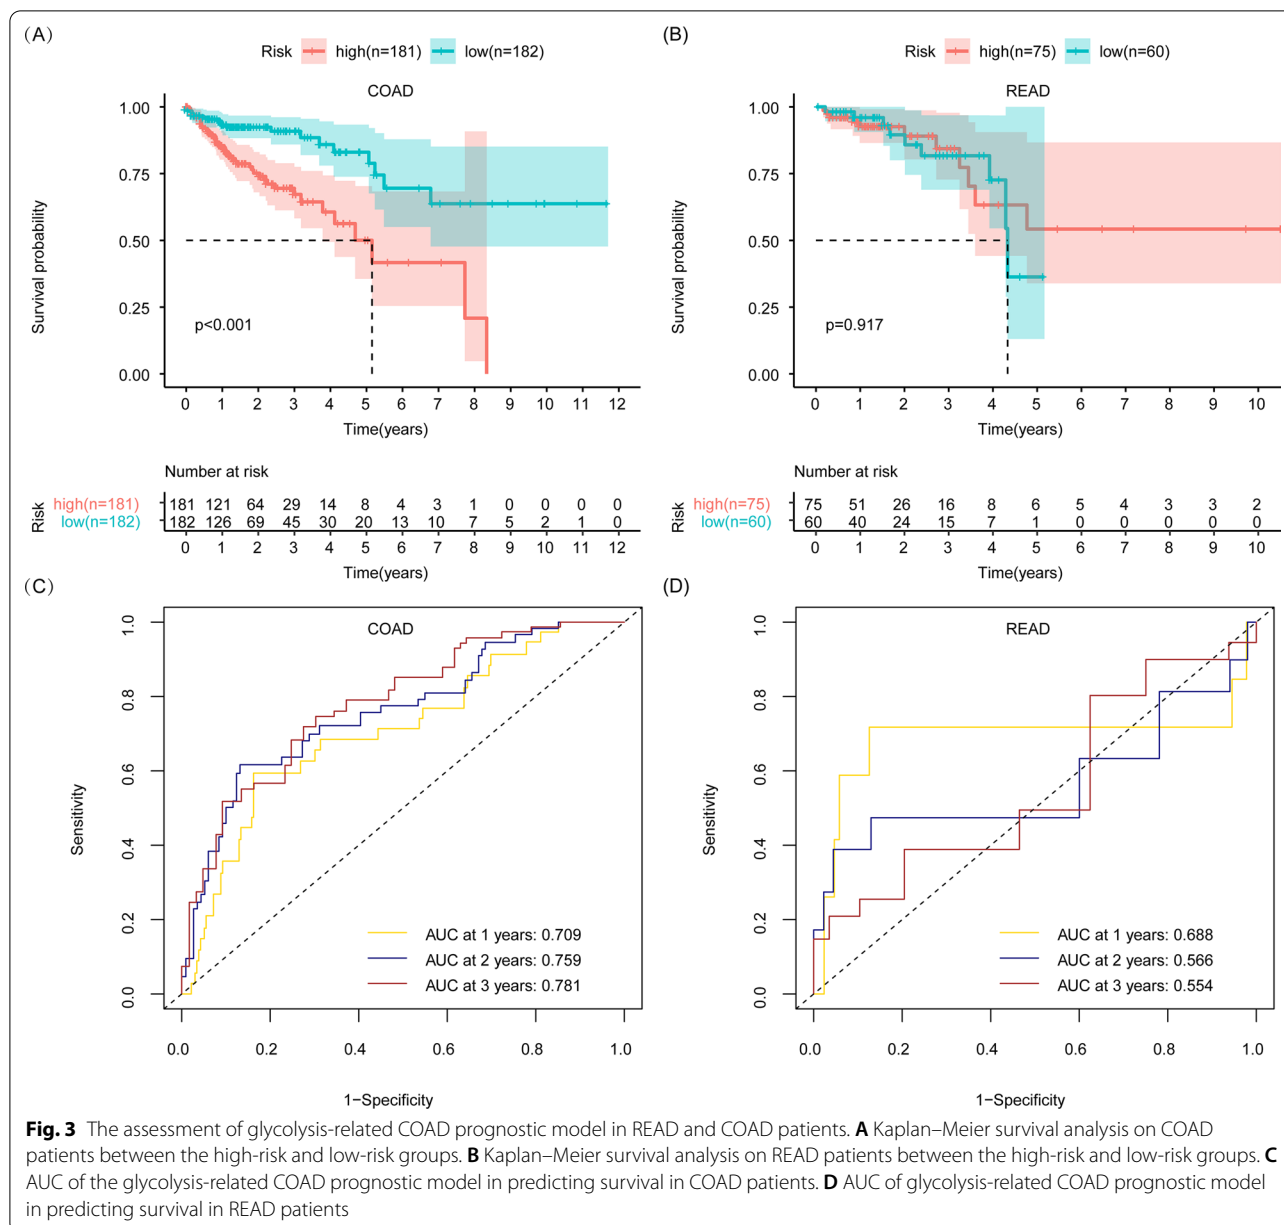 (A)
Risk high(n=181) low(n=182)
COAD
Survival probability
1.00
0.75
0.50
0.25
0.00
p<0.001
0 1 2 3 4 5 6 7 8 9 10 11 12
Time(years)
Number at risk
Risk
high(n=181) 181 121 64 29 14 8 4 3 1 0 0 0 0
low(n=182) 182 126 69 45 30 20 13 10 7 5 2 1 0
0 1 2 3 4 5 6 7 8 9 10 11 12
Time(years)
(B)
Risk high(n=75) low(n=60)
READ
Survival probability
1.00
0.75
0.50
0.25
0.00
p=0.917
0 1 2 3 4 5 6 7 8 9 10
Time(years)
Number at risk
Risk
high(n=75) 75 51 26 16 8 6 5 4 3 3 2
low(n=60) 60 40 24 15 7 1 0 0 0 0 0
0 1 2 3 4 5 6 7 8 9 10
Time(years)
(C)
COAD
Sensitivity
1.0
0.8
0.6
0.4
0.2
0.0
AUC at 1 years: 0.709
AUC at 2 years: 0.759
AUC at 3 years: 0.781
0.0 0.2 0.4 0.6 0.8 1.0
1−Specificity
(D)
READ
Sensitivity
1.0
0.8
0.6
0.4
0.2
0.0
AUC at 1 years: 0.688
AUC at 2 years: 0.566
AUC at 3 years: 0.554
0.0 0.2 0.4 0.6 0.8 1.0
1−Specificity
Fig. 3 The assessment of glycolysis-related COAD prognostic model in READ and COAD patients. A Kaplan–Meier survival analysis on COAD
patients between the high-risk and low-risk groups. B Kaplan–Meier survival analysis on READ patients between the high-risk and low-risk groups. C
AUC of the glycolysis-related COAD prognostic model in predicting survival in COAD patients. D AUC of glycolysis-related COAD prognostic model
in predicting survival in READ patients